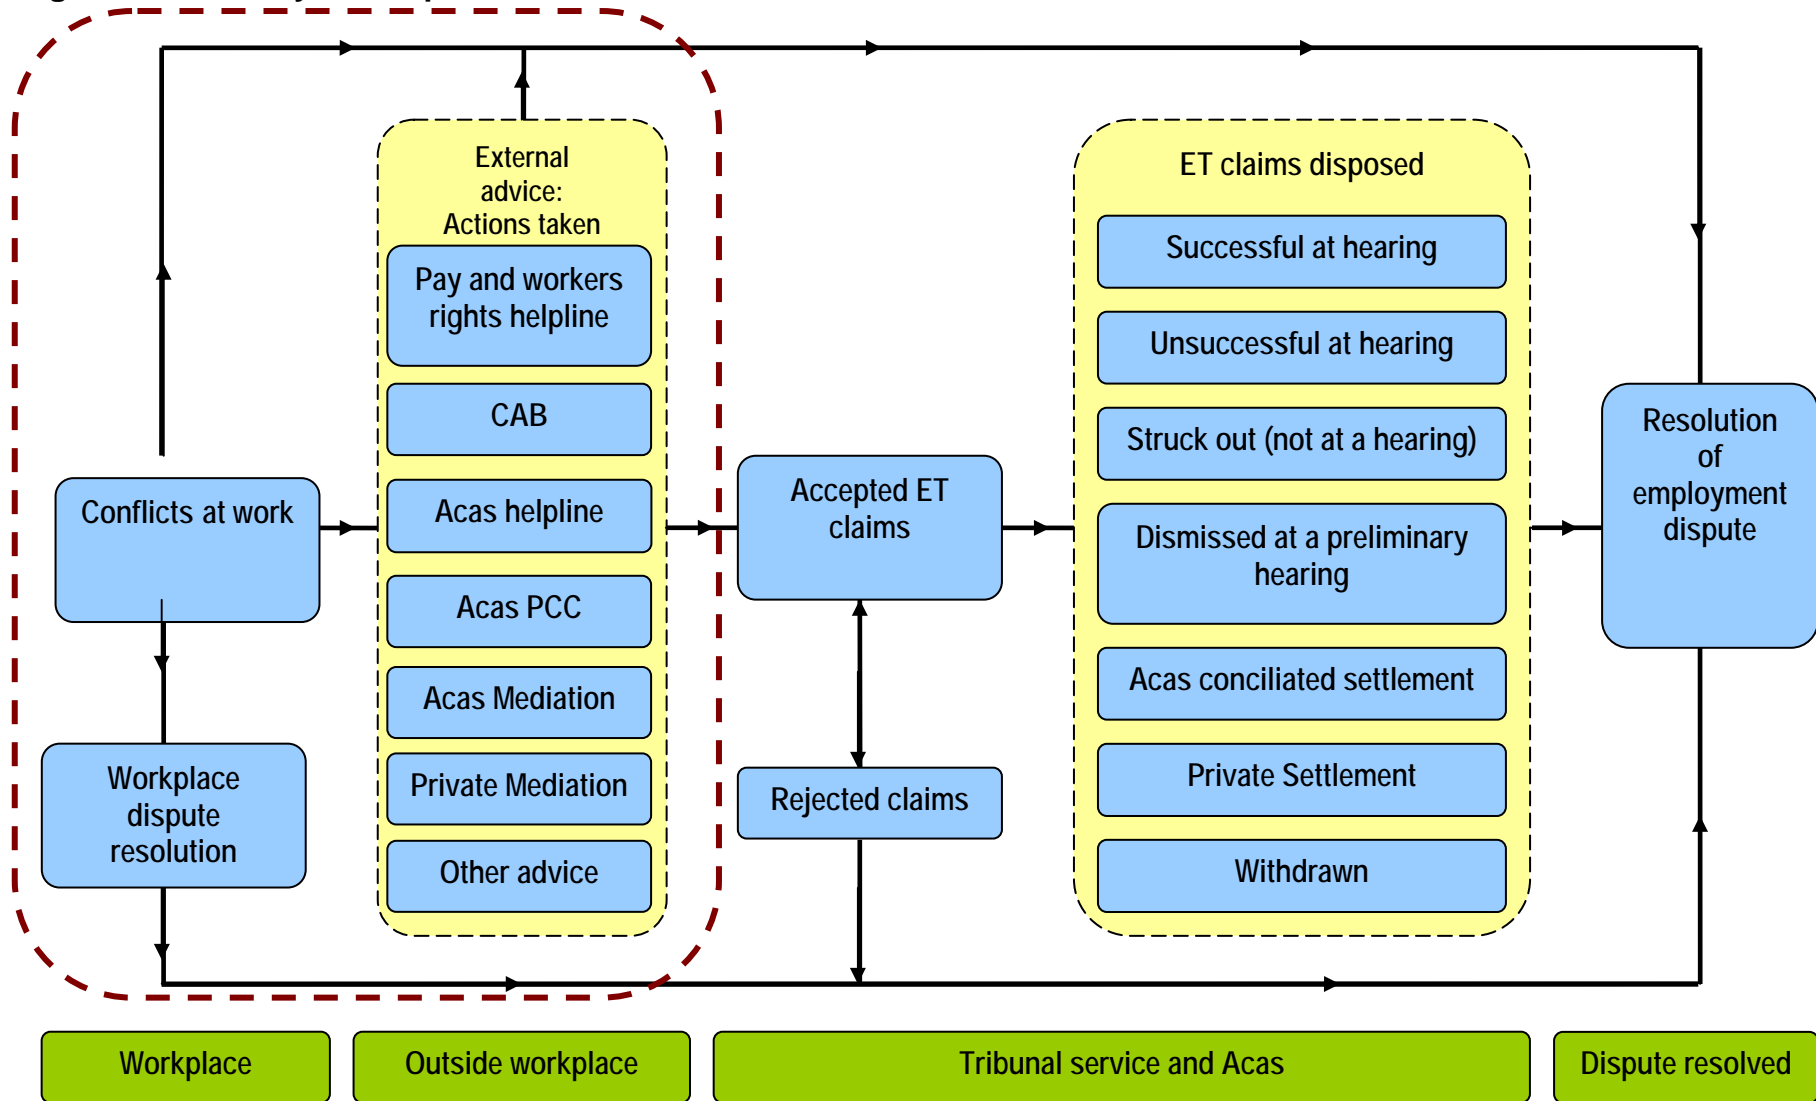 External
advice:
Actions taken
Pay and workers
rights helpline
CAB
Acas helpline
Acas PCC
Acas Mediation
Private Mediation
Other advice
Conflicts at work
Workplace
dispute
resolution
Accepted ET
claims
Rejected claims
ET claims disposed
Successful at hearing
Unsuccessful at hearing
Struck out (not at a hearing)
Dismissed at a preliminary
hearing
Acas conciliated settlement
Private Settlement
Withdrawn
Resolution
of
employment
dispute
Workplace
Outside workplace
Tribunal service and Acas
Dispute resolved